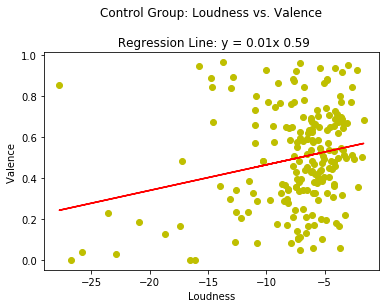 Control Group: Loudness vs. Valence
Regression Line: y = 0.01x 0.59
1.0
0.8
0.6
0.4
0.2
0.0
Valence
−25
−20
−15
−10
−5
Loudness